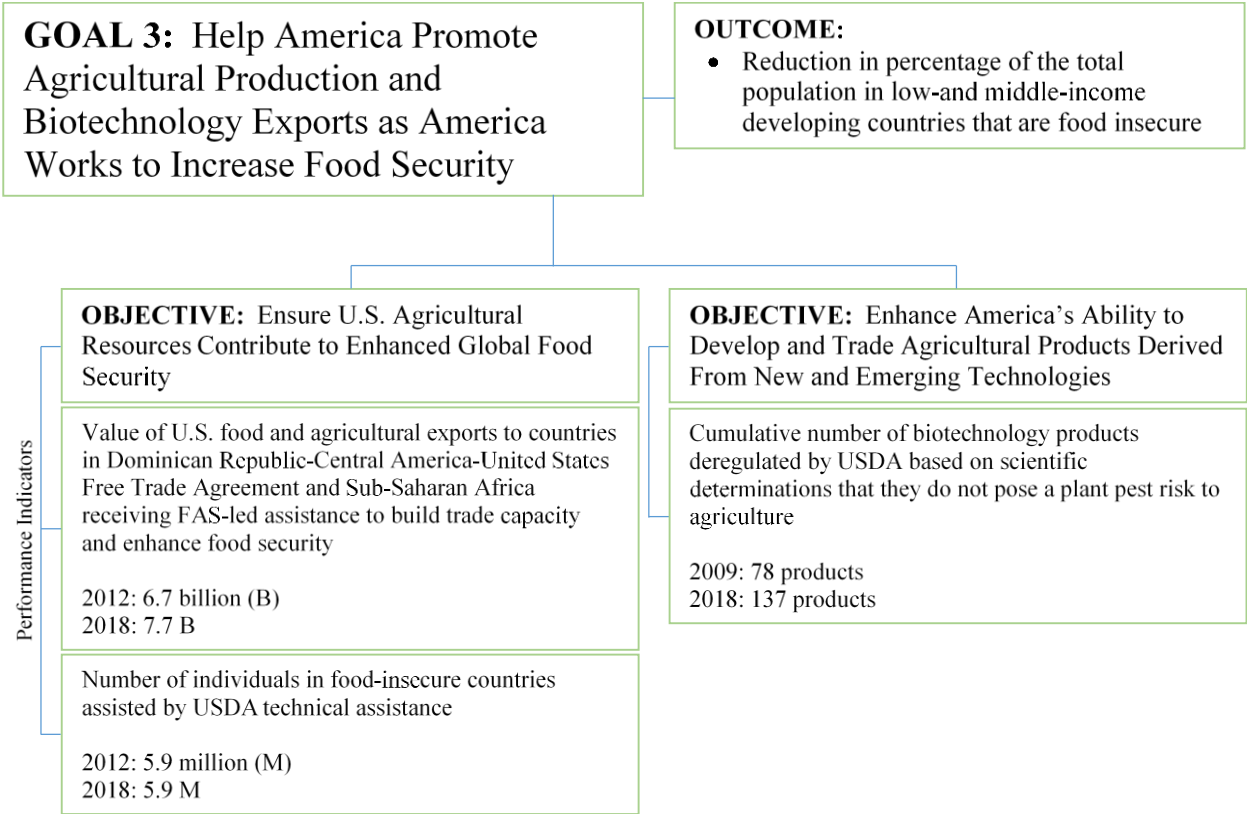 GOAL 3: Help America Promote
Agricultural Production and
Biotechnology Exports as America
Works to Increase Food Security
OUTCOME:
• Reduction in percentage of the total
population in low-and middle-income
developing countries that are food insecure
OBJECTIVE: Ensure U.S. Agricultural
Resources Contribute to Enhanced Global Food
Security
OBJECTIVE: Enhance America's Ability to
Develop and Trade Agricultural Products Derived
From New and Emerging Technologies
Performance Indicators
Value of U.S. food and agricultural exports to countries
in Dominican Republic-Central America-United States
Free Trade Agreement and Sub-Saharan Africa
receiving FAS-led assistance to build trade capacity
and enhance food security
2012: 6.7 billion (B)
2018: 7.7 B
Cumulative number of biotechnology products
deregulated by USDA based on scientific
determinations that they do not pose a plant pest risk to
agriculture
2009: 78 products
2018: 137 products
Number of individuals in food-insecure countries
assisted by USDA technical assistance
2012: 5.9 million (M)
2018: 5.9 M